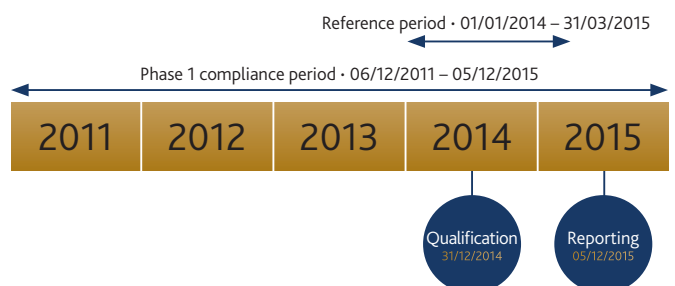 Reference period • 01/01/2014 – 31/03/2015
Phase 1 compliance period • 06/12/2011 – 05/12/2015
2011 2012 2013 2014 2015
Qualification Reporting
31/12/2014 05/12/2015